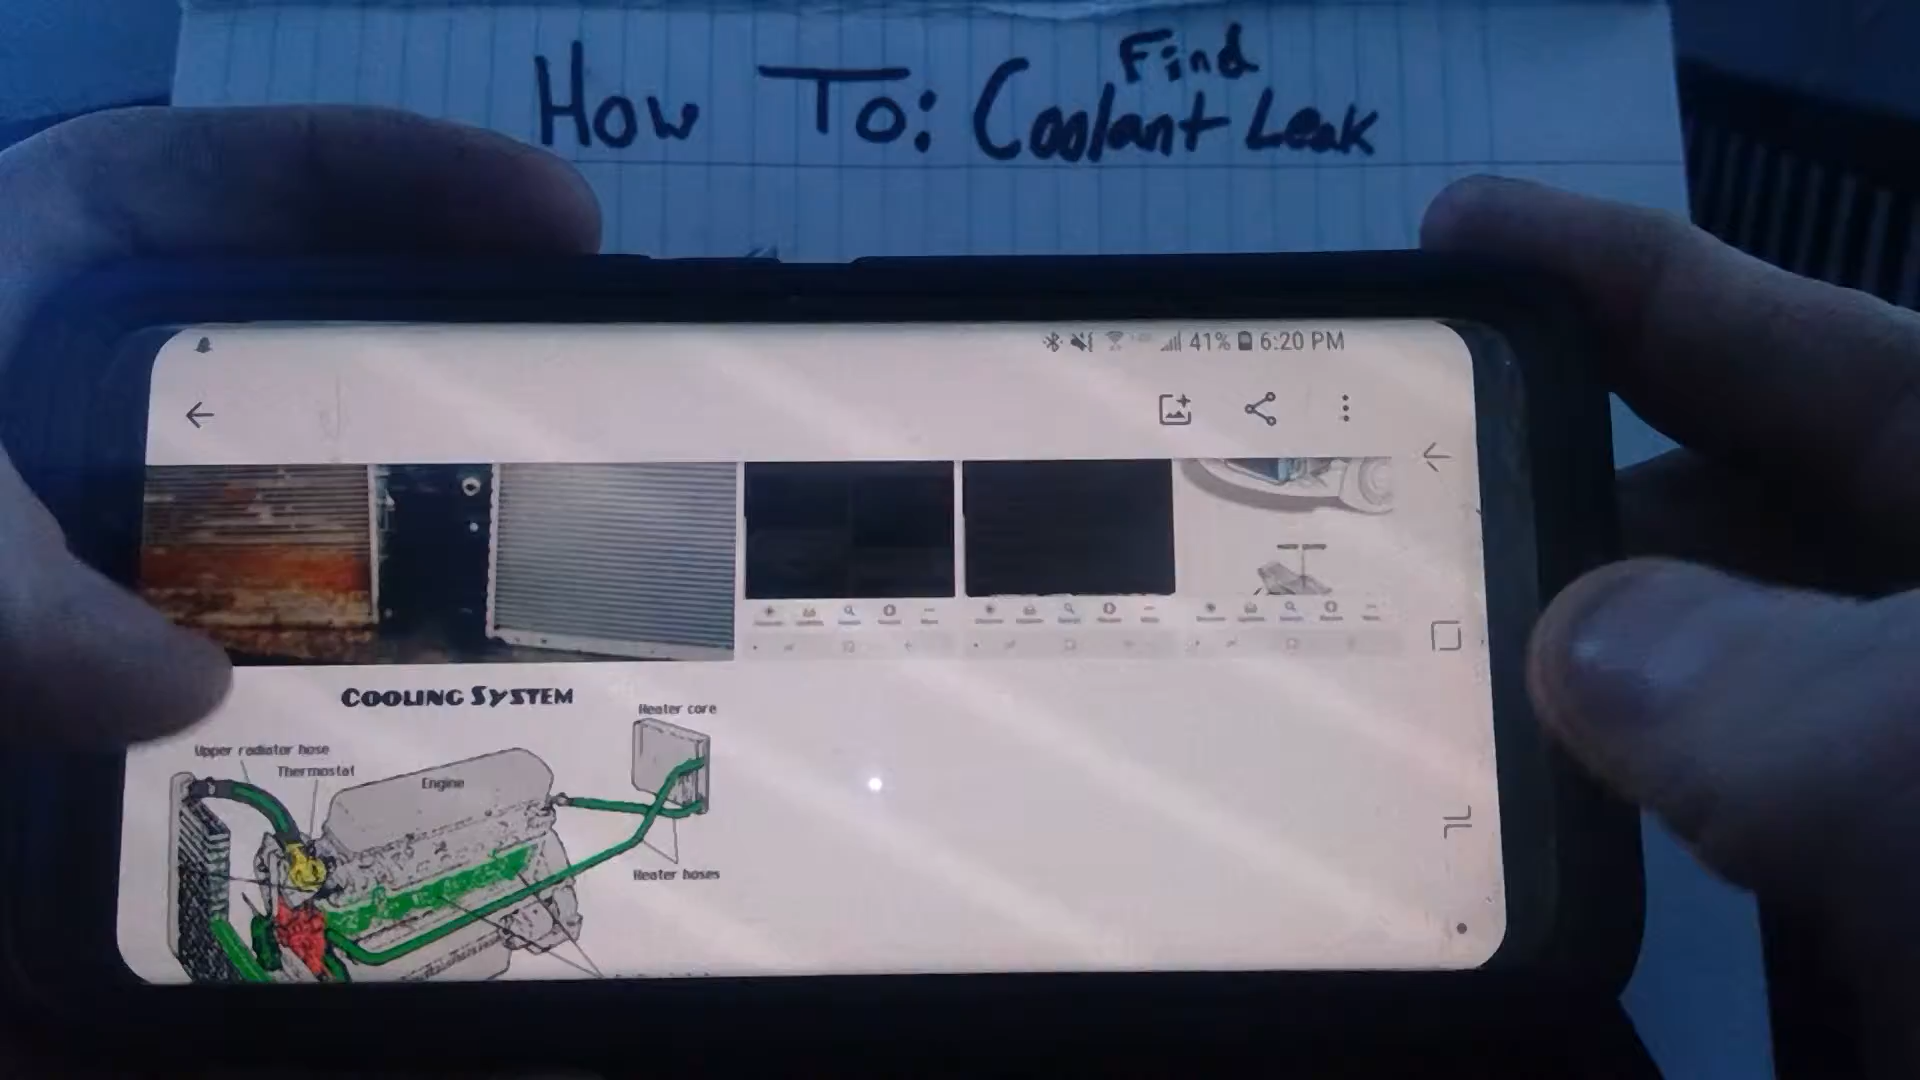 Find
How To: Coolant Leak
41% 6:20 PM
COOLING SYSTEM
Heater core
Upper radiator hose
Thermostat
Engine
Heater hoses